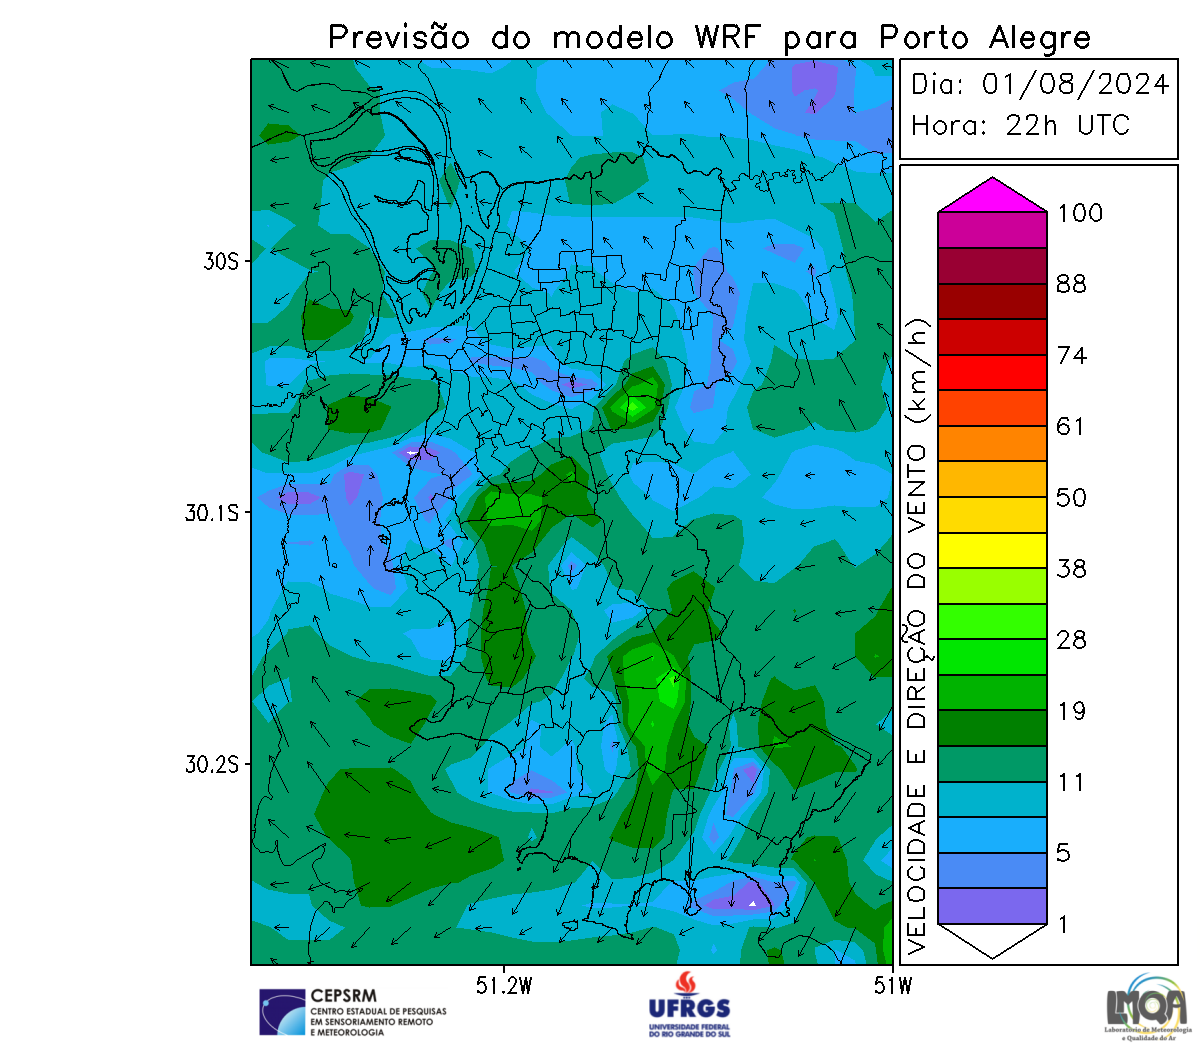 Previsão do modelo WRF para Porto Alegre
Dia: 01/08/2024
Hora: 22h UTC
30S
30.1S
30.2S
51.2W
51W
VELOCIDADE E DIREÇÃO DO VENTO (km/h)
100
88
74
61
50
38
28
19
11
5
1
CEPSRM
CENTRO ESTADUAL DE PESQUISAS
EM SENSORIAMENTO REMOTO
E METEOROLOGIA
UFRGS
UNIVERSIDADE FEDERAL
DO RIO GRANDE DO SUL
LMQA
Laboratório de Meteorologia
e Qualidade do Ar